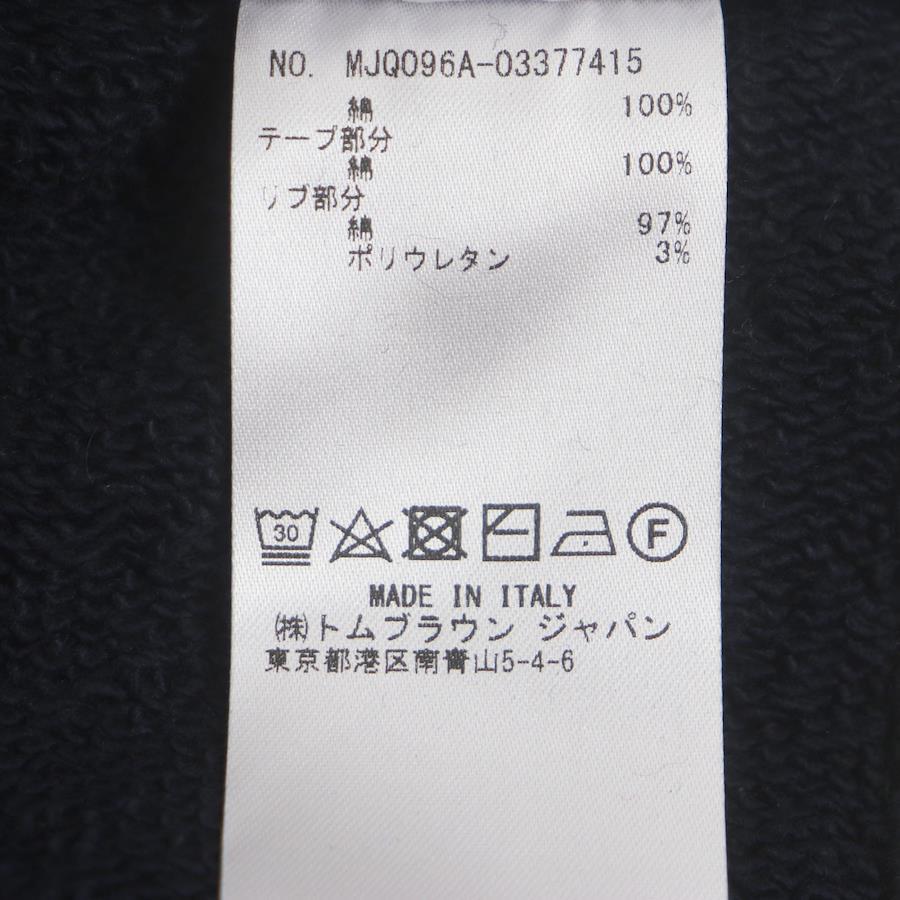 NO. MJQ096A-03377415
綿 100%
テープ部分
綿 100%
リブ部分
綿 97%
ポリウレタン 3%
30 F
MADE IN ITALY
㈱トムブラウン ジャパン
東京都港区南青山5-4-6